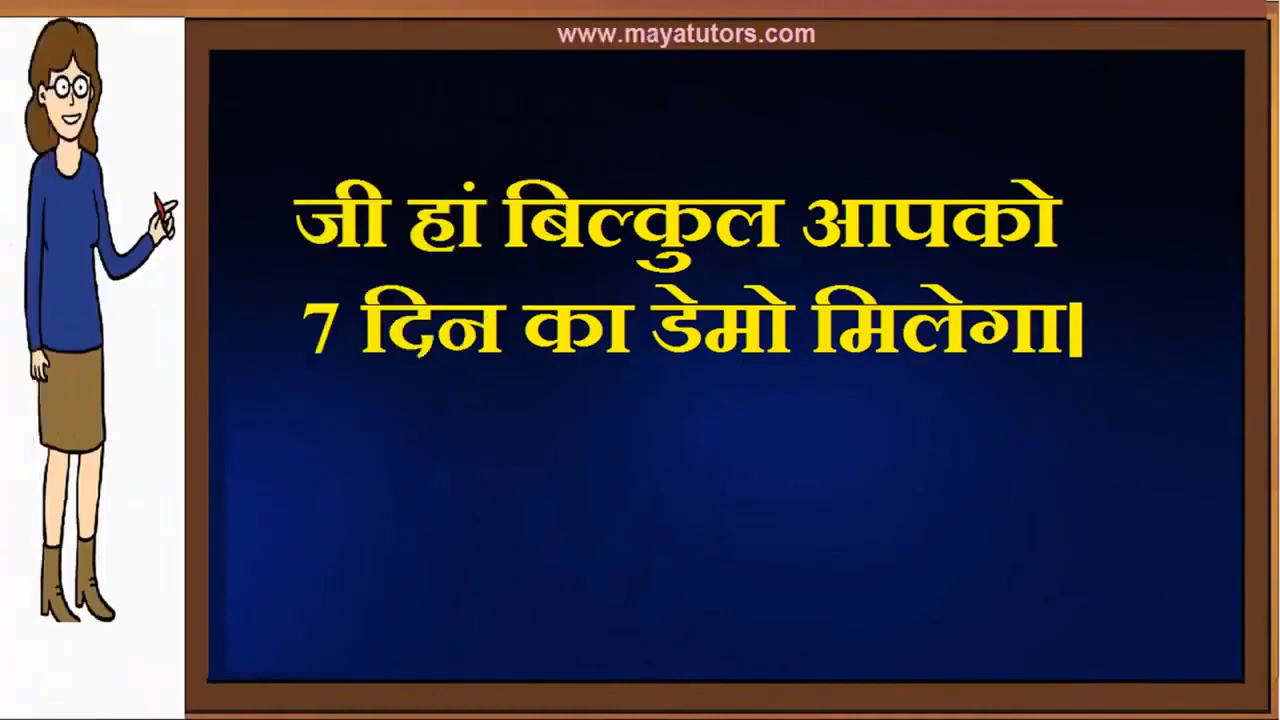 www.mayatutors.com
जी हां बिल्कुल आपको
7 दिन का डेमो मिलेगा।